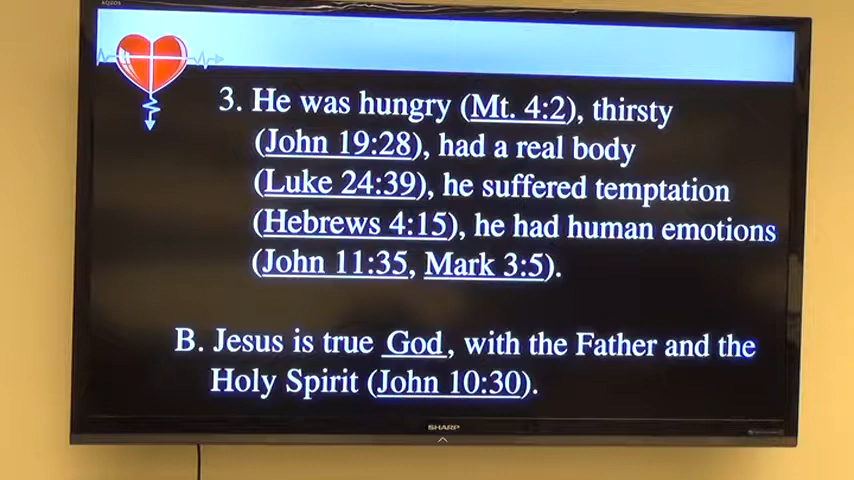 AQUOS
3. He was hungry (Mt. 4:2), thirsty
(John 19:28), had a real body
(Luke 24:39), he suffered temptation
(Hebrews 4:15), he had human emotions
(John 11:35, Mark 3:5).
B. Jesus is true God, with the Father and the
Holy Spirit (John 10:30).
SHARP